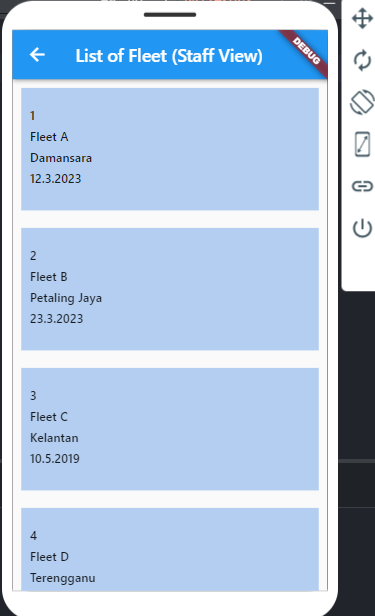 List of Fleet (Staff View)
DEBUG
1
Fleet A
Damansara
12.3.2023
2
Fleet B
Petaling Jaya
23.3.2023
3
Fleet C
Kelantan
10.5.2019
4
Fleet D
Terengganu